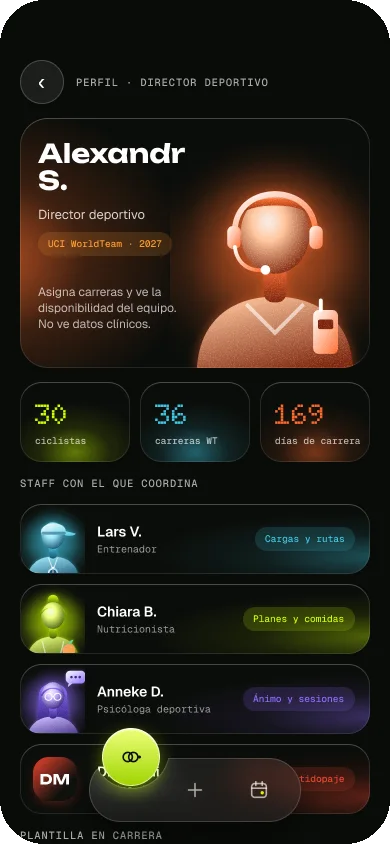 ‹ PERFIL · DIRECTOR DEPORTIVO
Alexandr
S.
Director deportivo
UCI WorldTeam · 2027
Asigna carreras y ve la
disponibilidad del equipo.
No ve datos clínicos.
30
ciclistas
36
carreras WT
169
días de carrera
STAFF CON EL QUE COORDINA
Lars V.
Entrenador
Cargas y rutas
Chiara B.
Nutricionista
Planes y comidas
Anneke D.
Psicóloga deportiva
Ánimo y sesiones
DM
tidopaje
PLANTILLA EN CARRERA